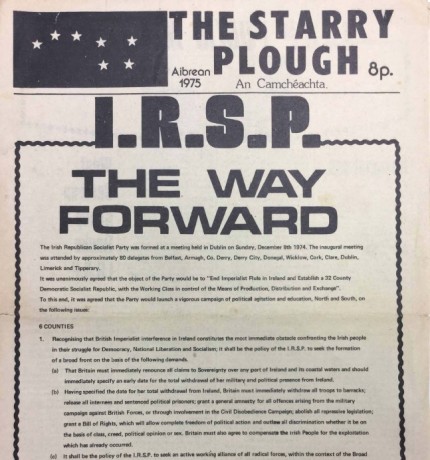 THE STARRY
PLOUGH 8p.
Aibrean
1975 An Camchéachta.
I.R.S.P.
THE WAY
FORWARD
The Irish Republican Socialist Party was formed at a meeting held in Dublin on Sunday, December 8th 1974. The inaugural meeting
was attended by approximately 80 delegates from Belfast, Armagh, Co. Derry, Derry City, Donegal, Wicklow, Cork, Clare, Dublin,
Limerick and Tipperary.
It was unanimously agreed that the object of the Party would be to "End Imperialist Rule in Ireland and Establish a 32 County
Democratic Socialist Republic, with the Working Class in control of the Means of Production, Distribution and Exchange".
To this end, it was agreed that the Party would launch a vigorous campaign of political agitation and education, North and South, on
the following issues:
6 COUNTIES
1. Recognising that British Imperialist interference in Ireland constitutes the most immediate obstacle confronting the Irish people
in their struggle for Democracy, National Liberation and Socialism; it shall be the policy of the I.R.S.P. to seek the formation
of a broad front on the basis of the following demands.
(a) That Britain must immediately renounce all claims to Sovereignty over any part of Ireland and its coastal waters and should
immediately specify an early date for the total withdrawal of her military and political presence from Ireland.
(b) Having specified the date for her total withdrawal from Ireland, Britain must immediately withdraw all troops to barracks;
release all internees and sentenced political prisoners; grant a general amnesty for all offences arising from the military
campaign against British Forces, or through involvement in the Civil Disobedience Campaign; abolish all repressive legislation;
grant a Bill of Rights, which will allow complete freedom of political action and outlaw all discrimination whether it be on
the basis of class, creed, political opinion or sex. Britain must also agree to compensate the Irish People for the exploitation
which has already occurred.
(c) It shall be the policy of the I.R.S.P. to seek an active working alliance of all radical forces, within the context of the Broad